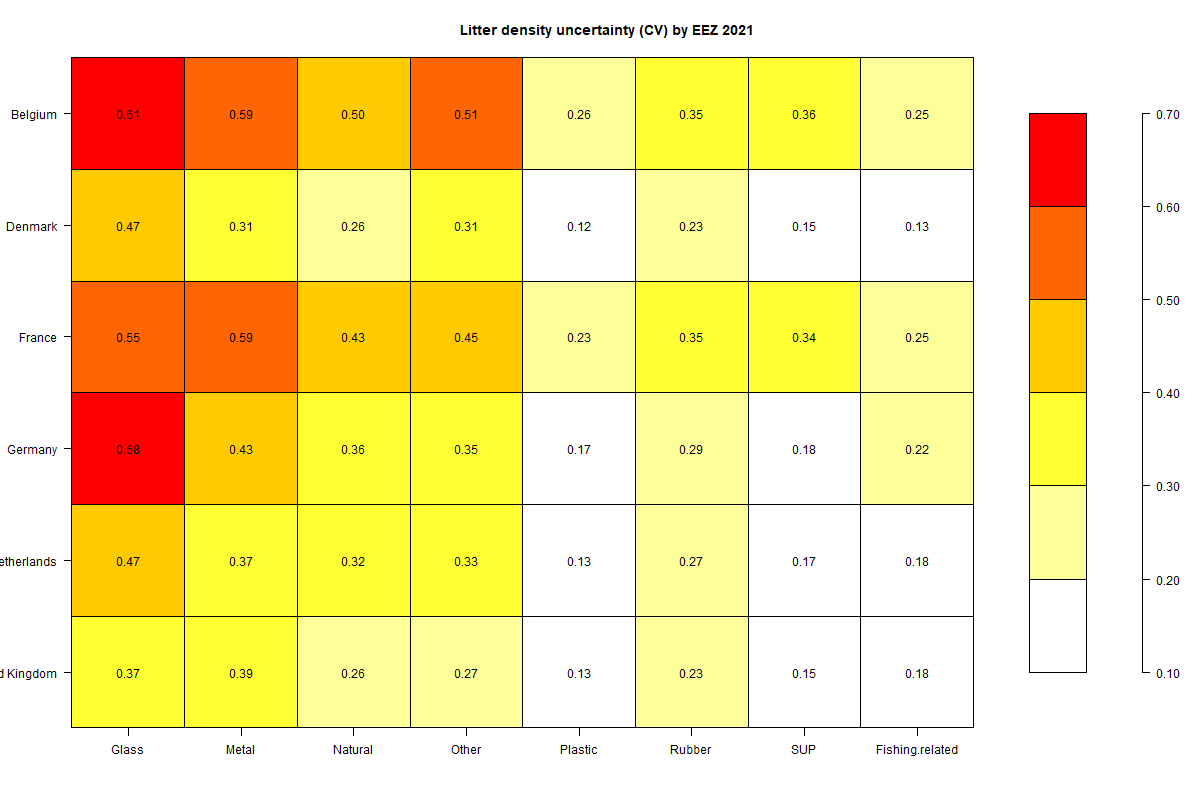 Litter density uncertainty (CV) by EEZ 2021
Belgium 0.61 0.59 0.50 0.51 0.26 0.35 0.36 0.25
Denmark 0.47 0.31 0.26 0.31 0.12 0.23 0.15 0.13
France 0.55 0.59 0.43 0.45 0.23 0.35 0.34 0.25
Germany 0.68 0.43 0.36 0.35 0.17 0.29 0.18 0.22
etherlands 0.47 0.37 0.32 0.33 0.13 0.27 0.17 0.18
d Kingdom 0.37 0.39 0.26 0.27 0.13 0.23 0.15 0.18
Glass Metal Natural Other Plastic Rubber SUP Fishing.related
0.70
0.60
0.50
0.40
0.30
0.20
0.10